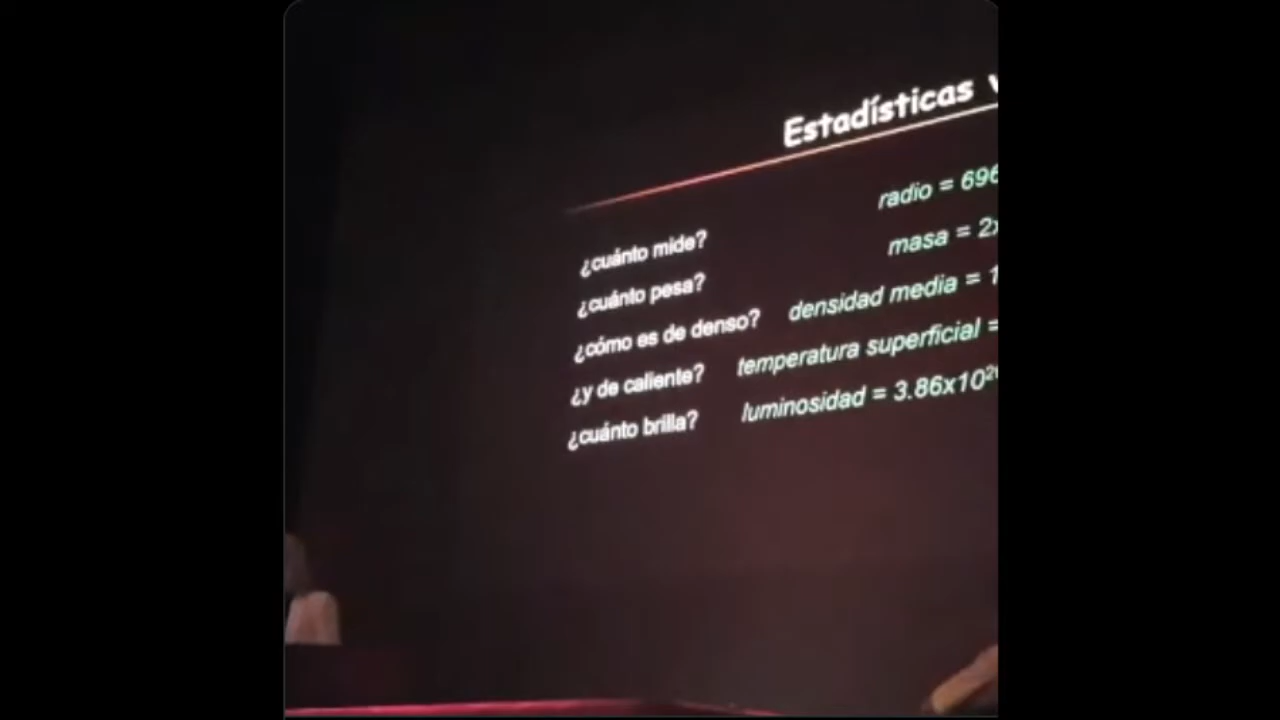 Estadísticas
¿cuánto mide? radio = 696
¿cuánto pesa? masa = 2x
¿cómo es de denso? densidad media = 1
¿y de caliente? temperatura superficial =
¿cuánto brilla? luminosidad = 3.86x10²